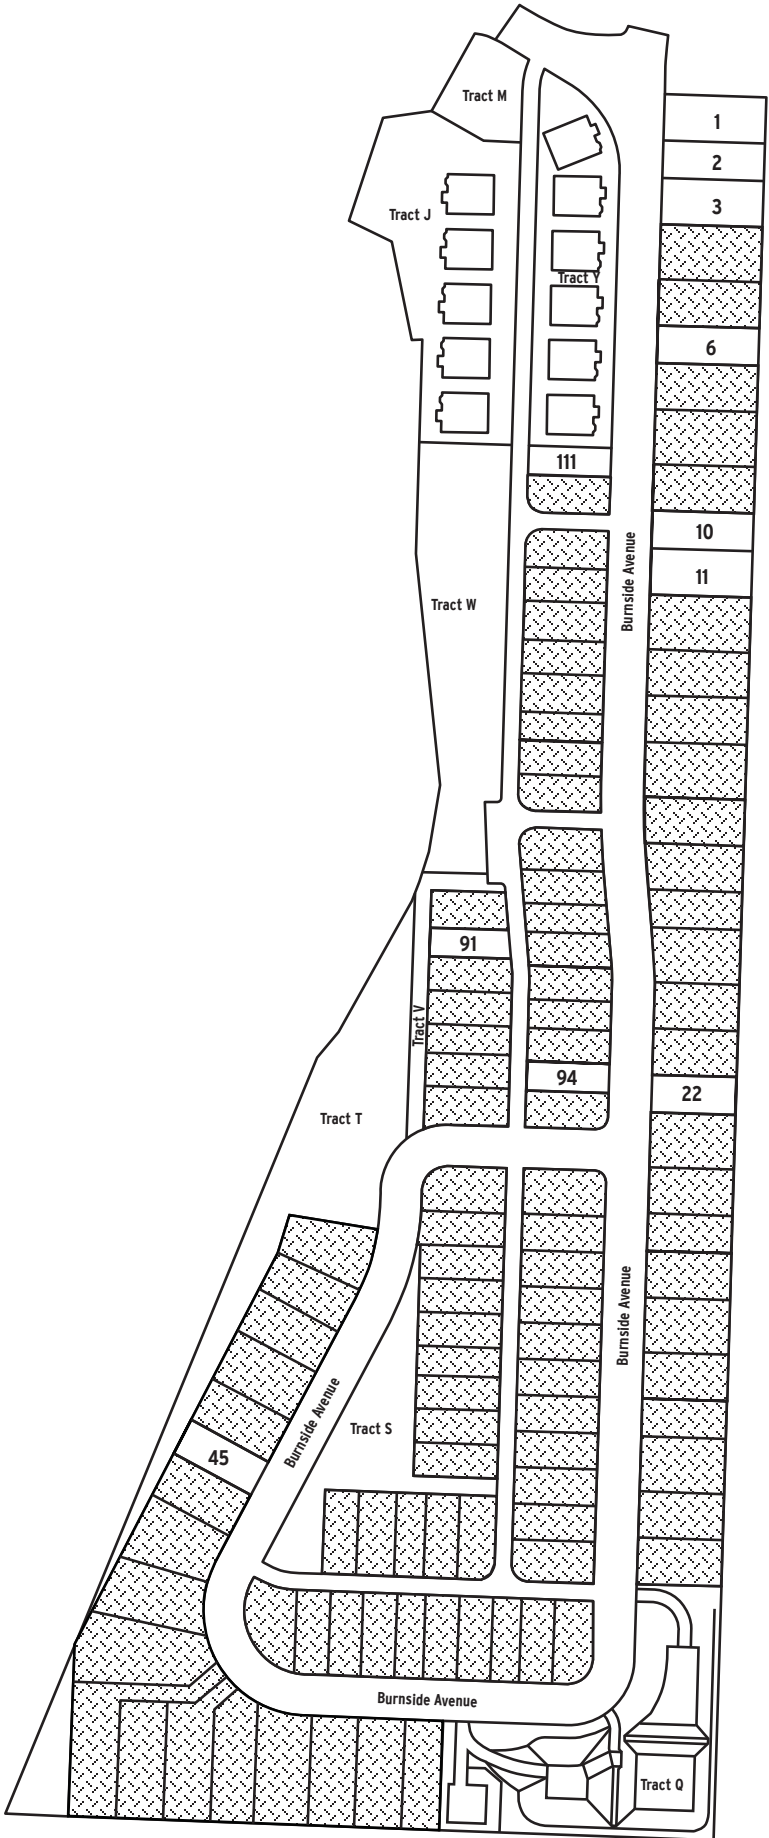 Tract M
1
2
3
Tract J
Tract Y
6
111
10
11
Burnside Avenue
Tract W
91
Tract V
94
22
Tract T
Burnside Avenue
Burnside Avenue
Tract S
45
Burnside Avenue
Tract Q